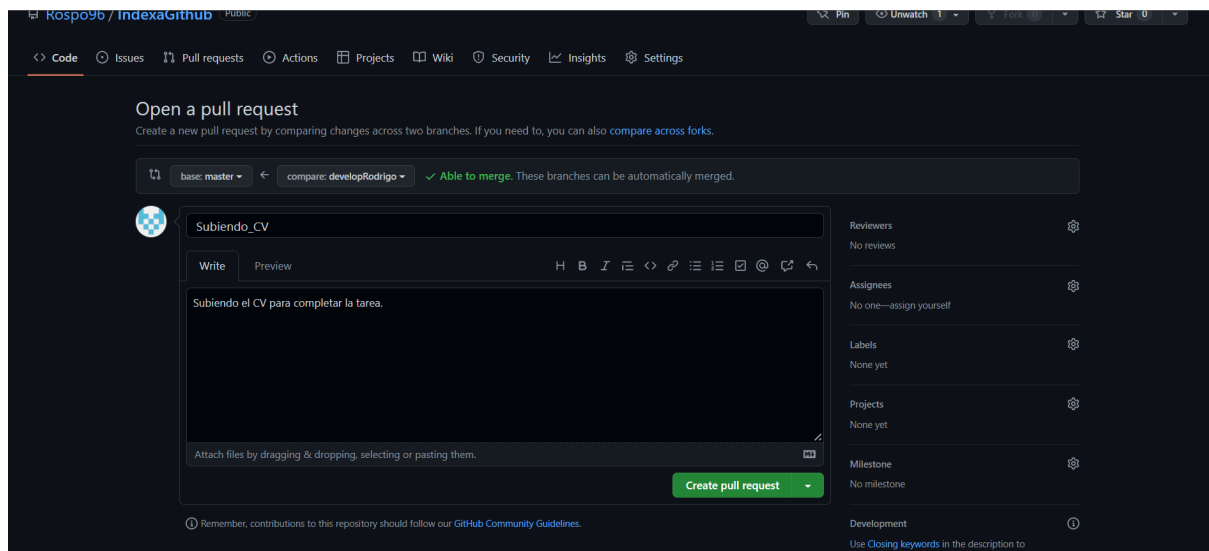 Rospo96 / IndexaGithub Public
Pin Unwatch 1 Fork 0 Star 0
Code Issues Pull requests Actions Projects Wiki Security Insights Settings
Open a pull request
Create a new pull request by comparing changes across two branches. If you need to, you can also compare across forks.
base: master compare: developRodrigo Able to merge. These branches can be automatically merged.
Subiendo_CV
Write Preview H B I
Subiendo el CV para completar la tarea.
Attach files by dragging & dropping, selecting or pasting them.
Create pull request
Remember, contributions to this repository should follow our GitHub Community Guidelines.
Reviewers
No reviews
Assignees
No one—assign yourself
Labels
None yet
Projects
None yet
Milestone
No milestone
Development
Use Closing keywords in the description to